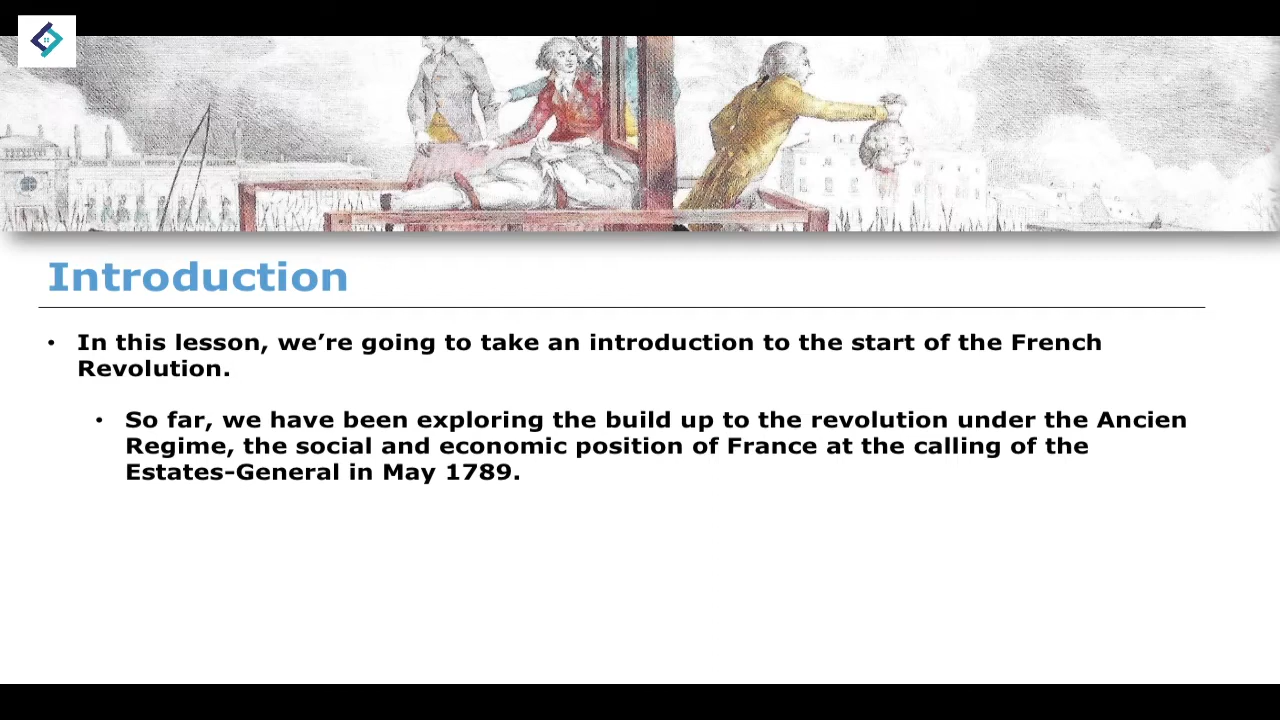 Introduction
• In this lesson, we’re going to take an introduction to the start of the French
Revolution.
• So far, we have been exploring the build up to the revolution under the Ancien
Regime, the social and economic position of France at the calling of the
Estates-General in May 1789.